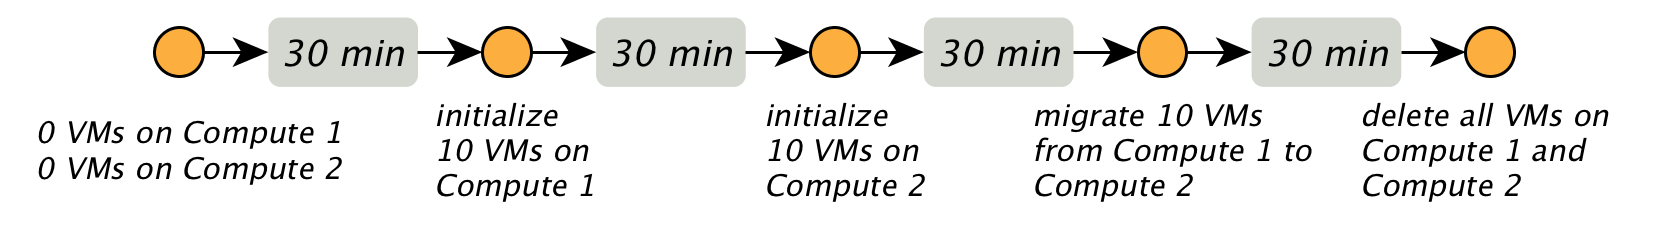 30 min
30 min
30 min
30 min
0 VMs on Compute 1
0 VMs on Compute 2
initialize
10 VMs on
Compute 1
initialize
10 VMs on
Compute 2
migrate 10 VMs
from Compute 1 to
Compute 2
delete all VMs on
Compute 1 and
Compute 2